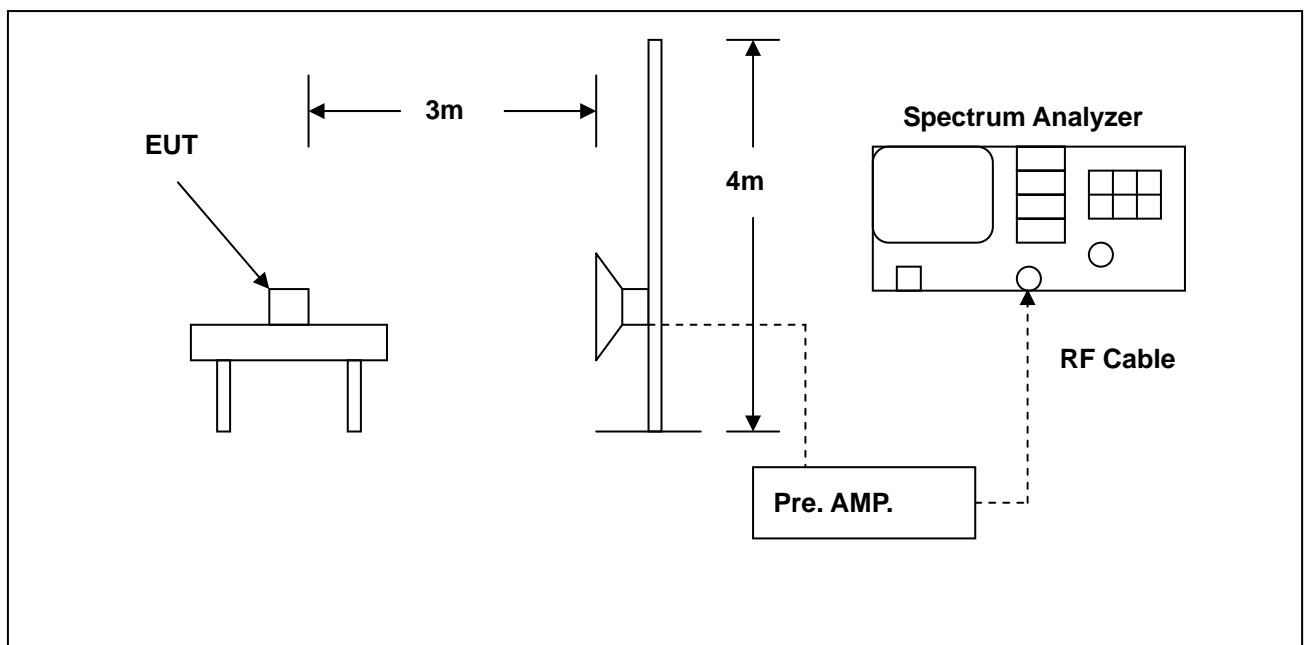 3m
Spectrum Analyzer
EUT
4m
RF Cable
Pre. AMP.